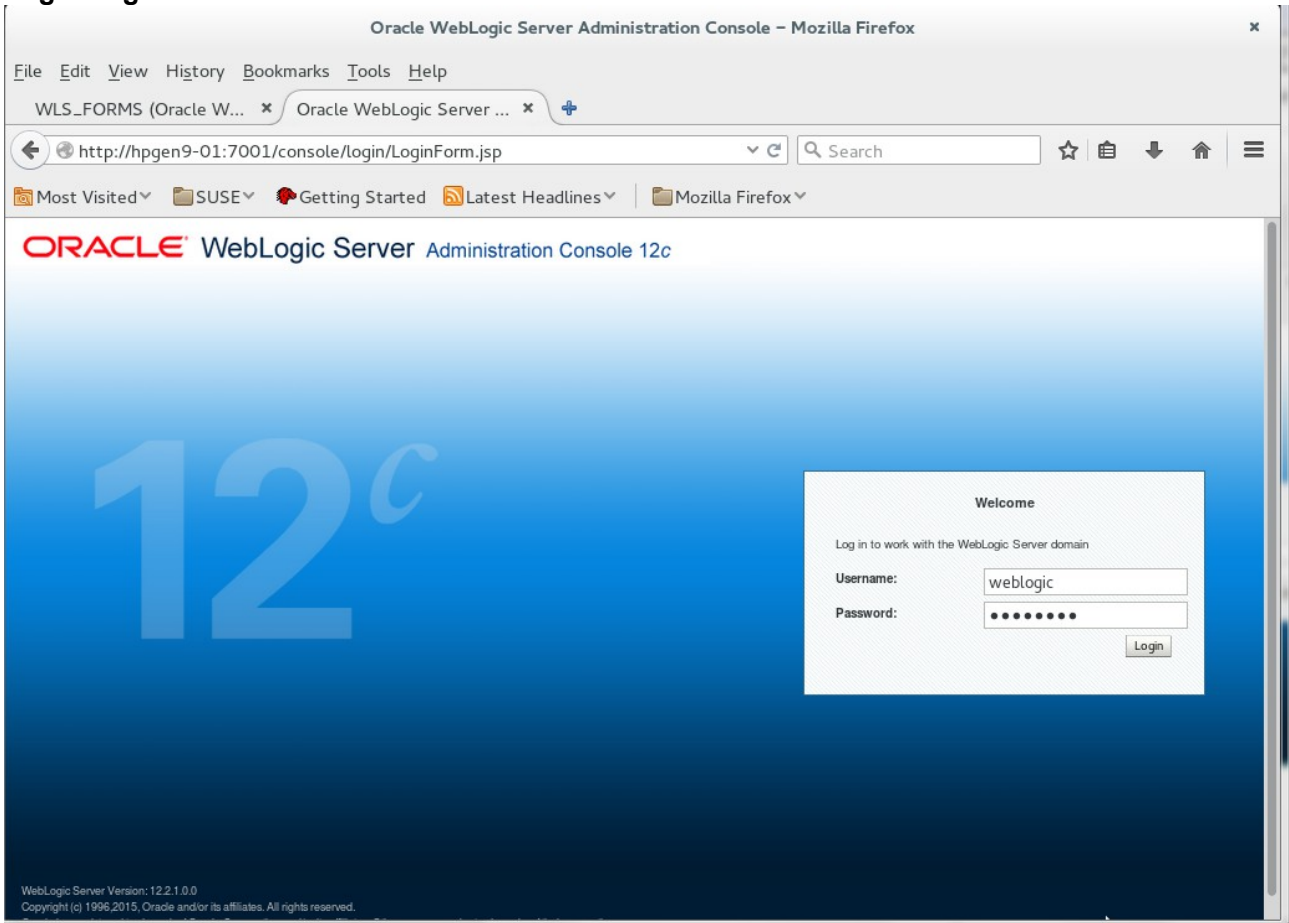 Oracle WebLogic Server Administration Console – Mozilla Firefox
File Edit View History Bookmarks Tools Help
WLS_FORMS (Oracle W... Oracle WebLogic Server ...
http://hpgen9-01:7001/console/login/LoginForm.jsp Search
Most Visited SUSE Getting Started Latest Headlines Mozilla Firefox
ORACLE WebLogic Server Administration Console 12c
12c
Welcome
Log in to work with the WebLogic Server domain
Username: weblogic
Password: ●●●●●●●●
Login
WebLogic Server Version: 12.2.1.0.0
Copyright (c) 1996,2015, Oracle and/or its affiliates. All rights reserved.